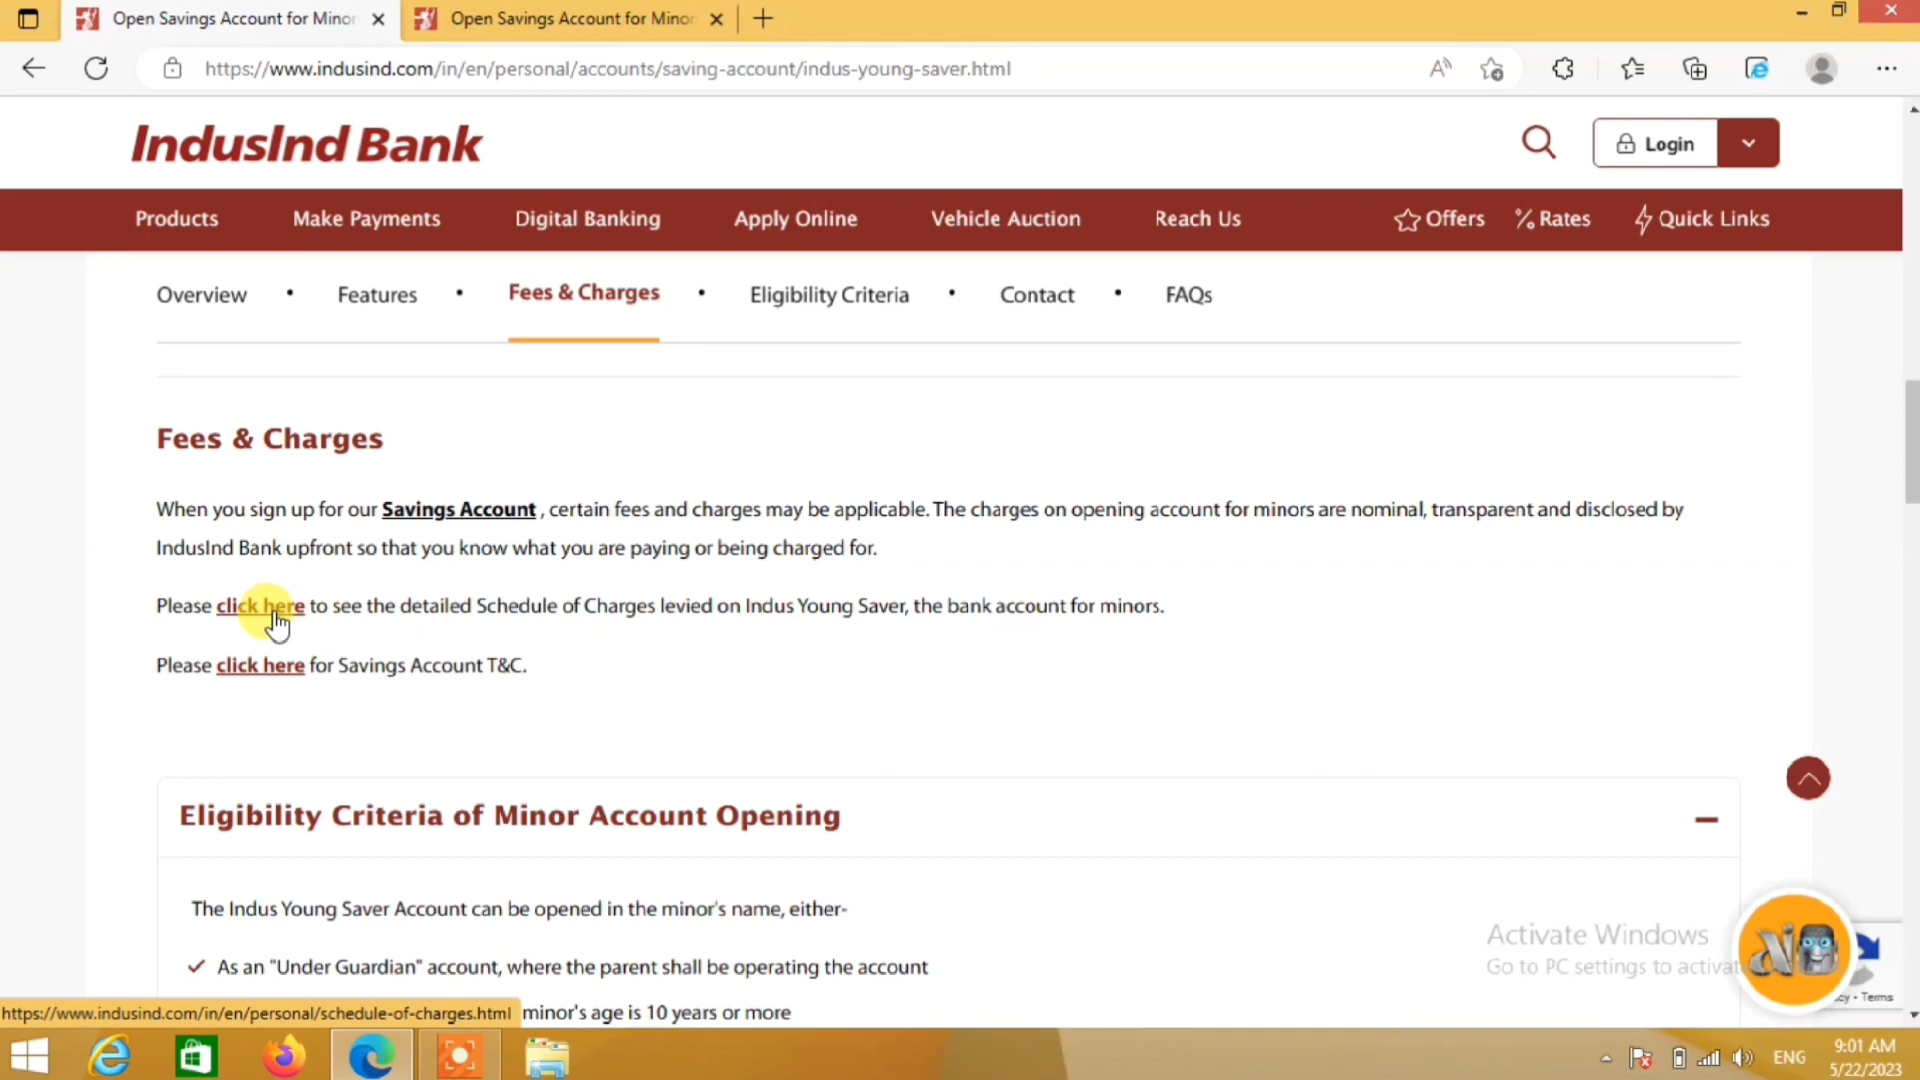 Open Savings Account for Minor
Open Savings Account for Minor
https://www.indusind.com/in/en/personal/accounts/saving-account/indus-young-saver.html
IndusInd Bank
Login
Products
Make Payments
Digital Banking
Apply Online
Vehicle Auction
Reach Us
Offers
Rates
Quick Links
Overview • Features • Fees & Charges • Eligibility Criteria • Contact • FAQs
Fees & Charges
When you sign up for our Savings Account , certain fees and charges may be applicable. The charges on opening account for minors are nominal, transparent and disclosed by
IndusInd Bank upfront so that you know what you are paying or being charged for.
Please click here to see the detailed Schedule of Charges levied on Indus Young Saver, the bank account for minors.
Please click here for Savings Account T&C.
Eligibility Criteria of Minor Account Opening
The Indus Young Saver Account can be opened in the minor's name, either-
As an "Under Guardian" account, where the parent shall be operating the account
minor's age is 10 years or more
Activate Windows
Go to PC settings to activat
- Terms
https://www.indusind.com/in/en/personal/schedule-of-charges.html
ENG
9:01 AM
5/22/2023